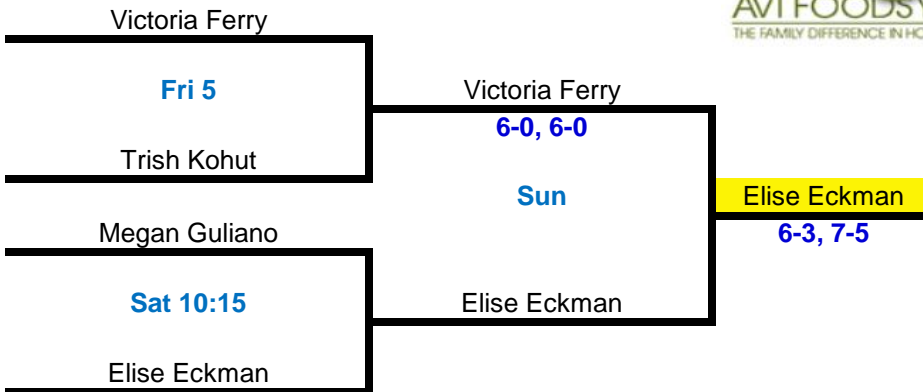 AVI FOODS
THE FAMILY DIFFERENCE IN HO
Victoria Ferry
Fri 5
Trish Kohut
Megan Guliano
Sat 10:15
Elise Eckman
Victoria Ferry
6-0, 6-0
Sun
Elise Eckman
Elise Eckman
6-3, 7-5